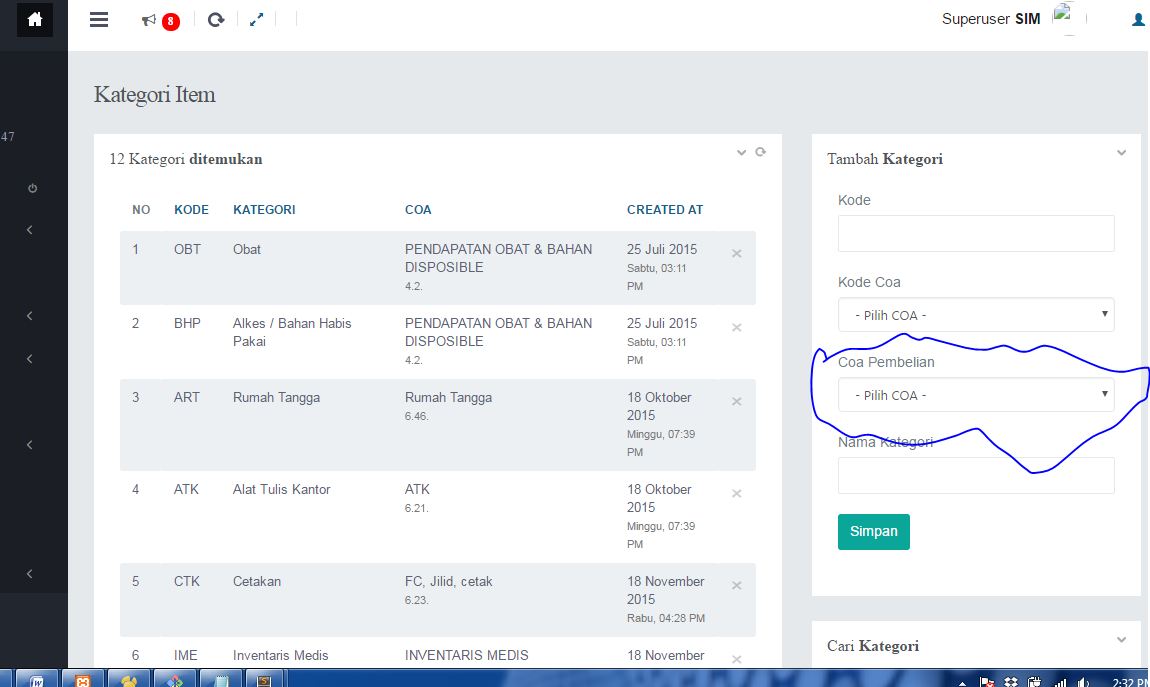 8
Superuser SIM
Kategori Item
47
12 Kategori ditemukan
NO KODE KATEGORI COA CREATED AT
1 OBT Obat PENDAPATAN OBAT & BAHAN 25 Juli 2015
DISPOSIBLE Sabtu, 03:11
4.2. PM
2 BHP Alkes / Bahan Habis PENDAPATAN OBAT & BAHAN 25 Juli 2015
Pakai DISPOSIBLE Sabtu, 03:11
4.2. PM
3 ART Rumah Tangga Rumah Tangga 18 Oktober
6.46. 2015
Minggu, 07:39
PM
4 ATK Alat Tulis Kantor ATK 18 Oktober
6.21. 2015
Minggu, 07:39
PM
5 CTK Cetakan FC, Jilid, cetak 18 November
6.23. 2015
Rabu, 04:28 PM
6 IME Inventaris Medis INVENTARIS MEDIS 18 November
Tambah Kategori
Kode
Kode Coa
- Pilih COA -
Coa Pembelian
- Pilih COA -
Nama Kategori
Simpan
Cari Kategori
2:32 PM